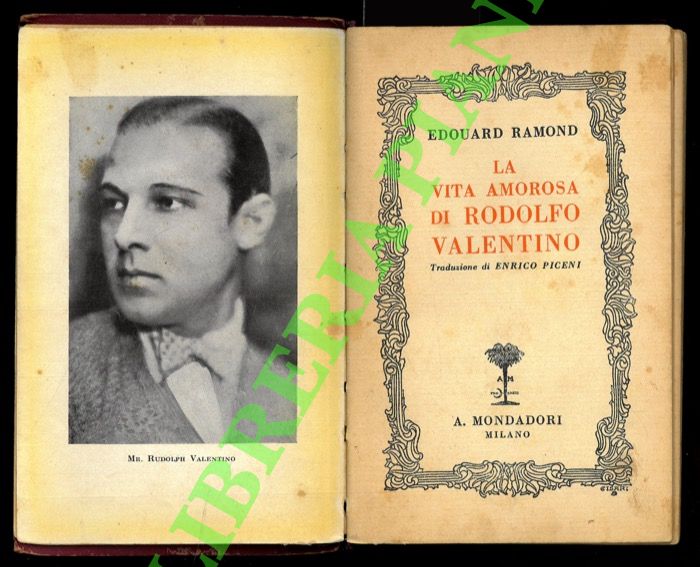 MR. RUDOLPH VALENTINO
EDOUARD RAMOND
LA
VITA AMOROSA
DI RODOLFO
VALENTINO
Traduzione di ENRICO PICENI
A M
A. MONDADORI
MILANO
LIBRERIA PIANI